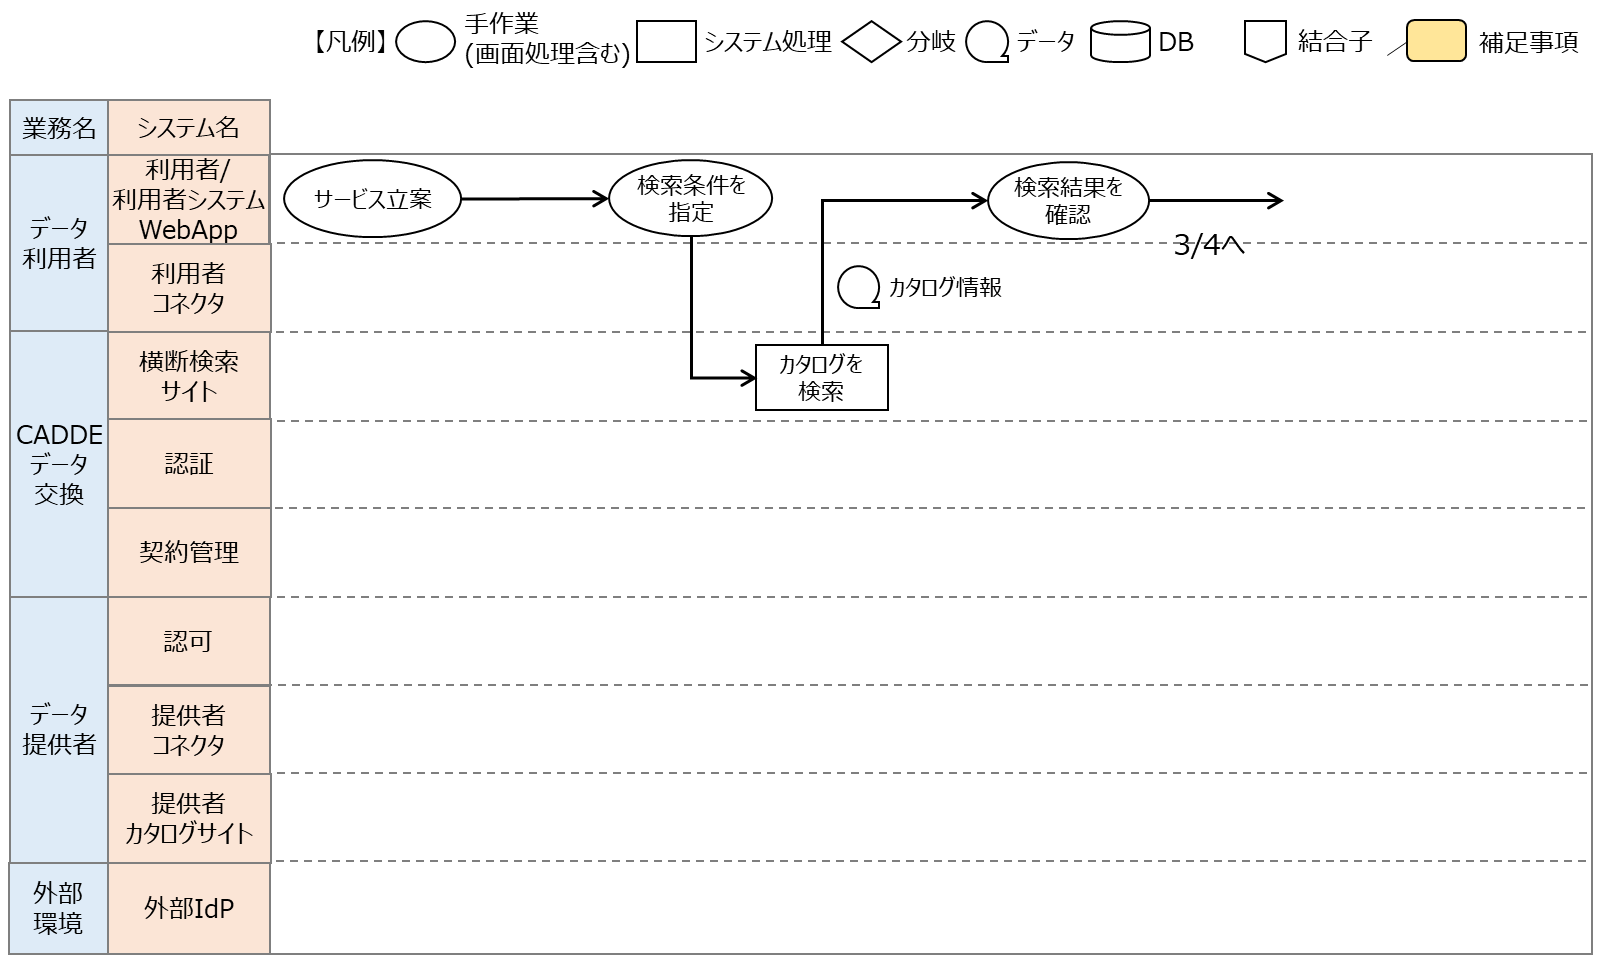 【凡例】
手作業
(画面処理含む)
システム処理
分岐
データ
DB
結合子
補足事項
業務名
システム名
データ
利用者
利用者/
利用者システム
WebApp
サービス立案
検索条件を
指定
検索結果を
確認
3/4へ
利用者
コネクタ
カタログ情報
CADDE
データ
交換
横断検索
サイト
カタログを
検索
認証
契約管理
データ
提供者
認可
提供者
コネクタ
提供者
カタログサイト
外部
環境
外部IdP